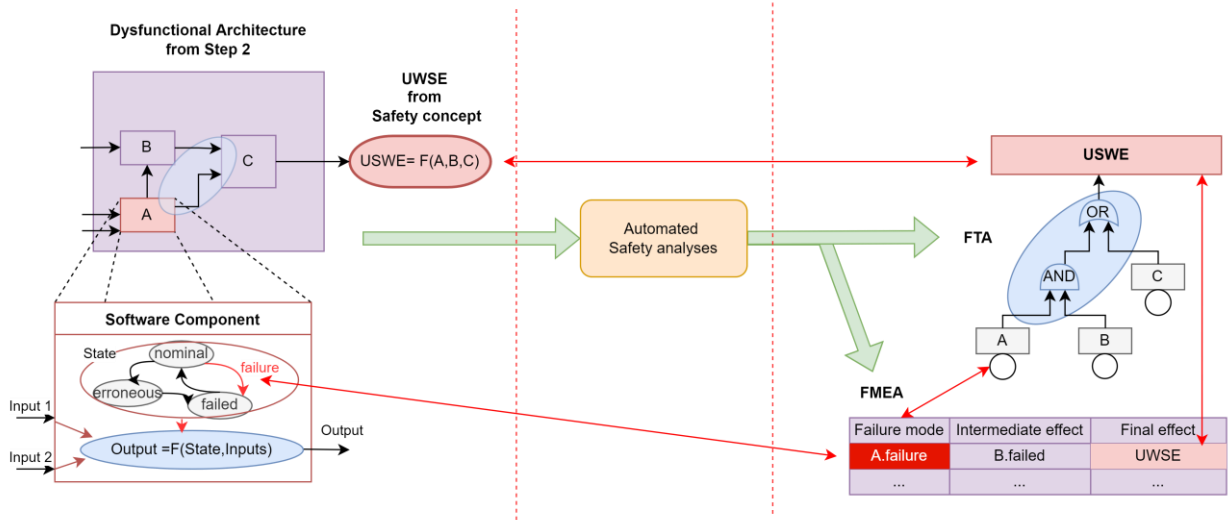 Dysfunctional Architecture
from Step 2
UWSE
from
Safety concept
B
C
A
USWE= F(A,B,C)
Software Component
State
nominal
failure
erroneous
failed
Input 1
Input 2
Output =F(State,Inputs)
Output
Automated
Safety analyses
FTA
FMEA
USWE
OR
AND
C
A
B
Failure mode Intermediate effect Final effect
A.failure B.failed UWSE
... ... ...